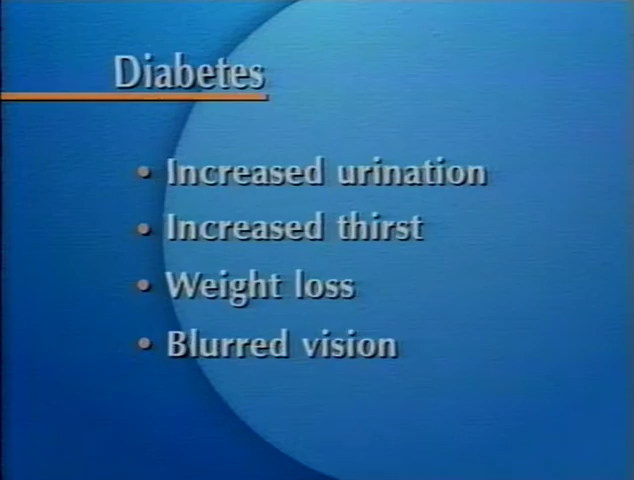 Diabetes
• Increased urination
• Increased thirst
• Weight loss
• Blurred vision